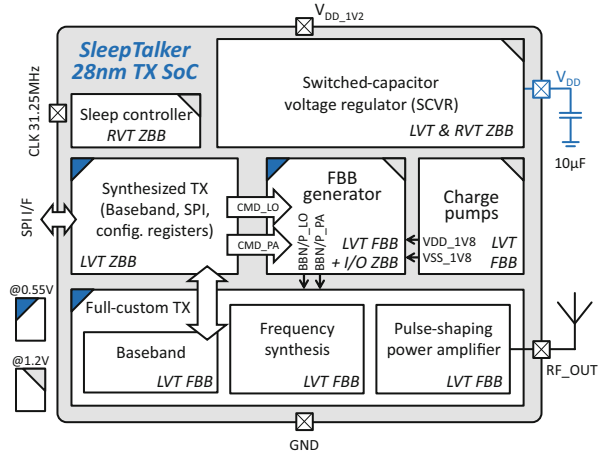 V_DD_1V2
SleepTalker
28nm TX SoC
CLK 31.25MHz
Sleep controller
RVT ZBB
Switched-capacitor
voltage regulator (SCVR)
LVT & RVT ZBB
V_DD
10μF
SPI I/F
Synthesized TX
(Baseband, SPI,
config. registers)
LVT ZBB
CMD_LO
CMD_PA
FBB
generator
BBN/P_LO
BBN/P_PA
LVT FBB
+ I/O ZBB
Charge
pumps
VDD_1V8
VSS_1V8
LVT
FBB
@0.55V
@1.2V
Full-custom TX
Baseband
LVT FBB
Frequency
synthesis
LVT FBB
Pulse-shaping
power amplifier
LVT FBB
RF_OUT
GND